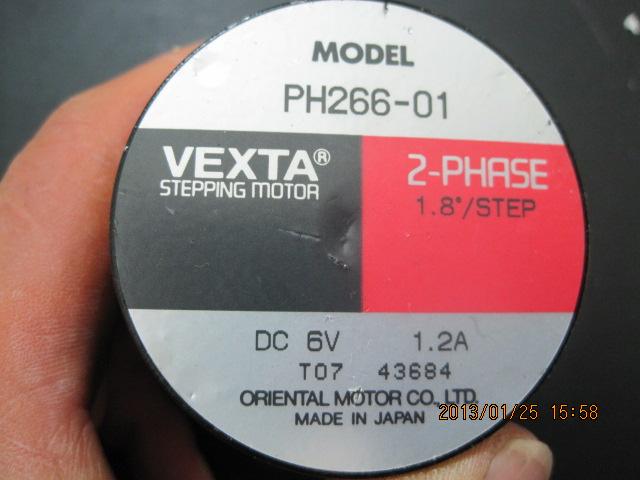 MODEL
PH266-01
VEXTA®
STEPPING MOTOR
2-PHASE
1.8°/STEP
DC 6V 1.2A
T07 43684
ORIENTAL MOTOR CO., LTD.
MADE IN JAPAN
2013/01/25 15:58